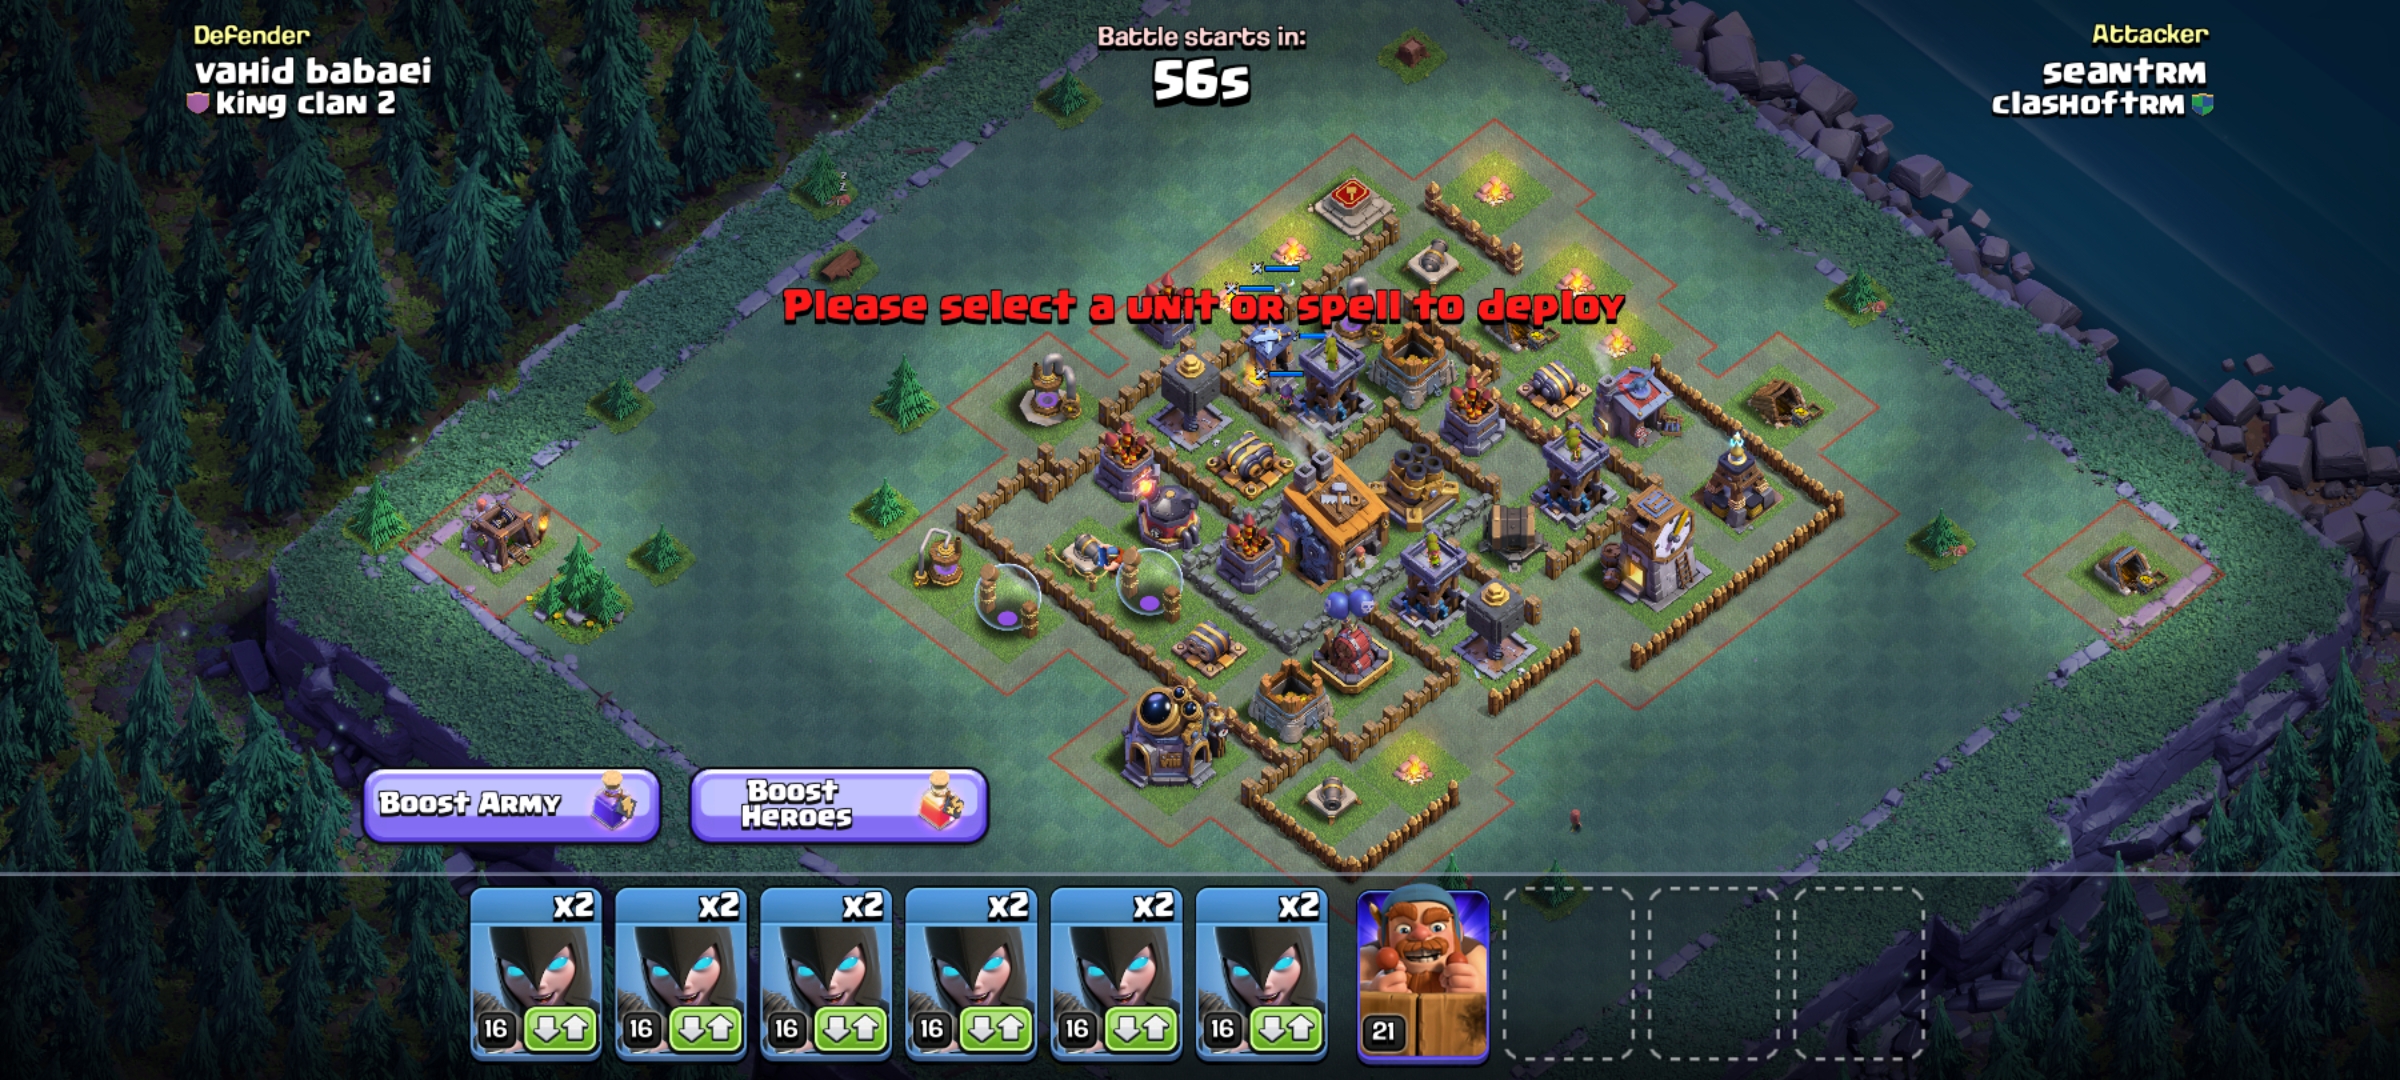 Defender
vahid babaei
king clan 2
Battle starts in:
56s
Attacker
seantRM
clashoftRM
Please select a unit or spell to deploy
Boost Army
Boost
Heroes
x2
x2
x2
x2
x2
x2
16
16
16
16
16
16
21